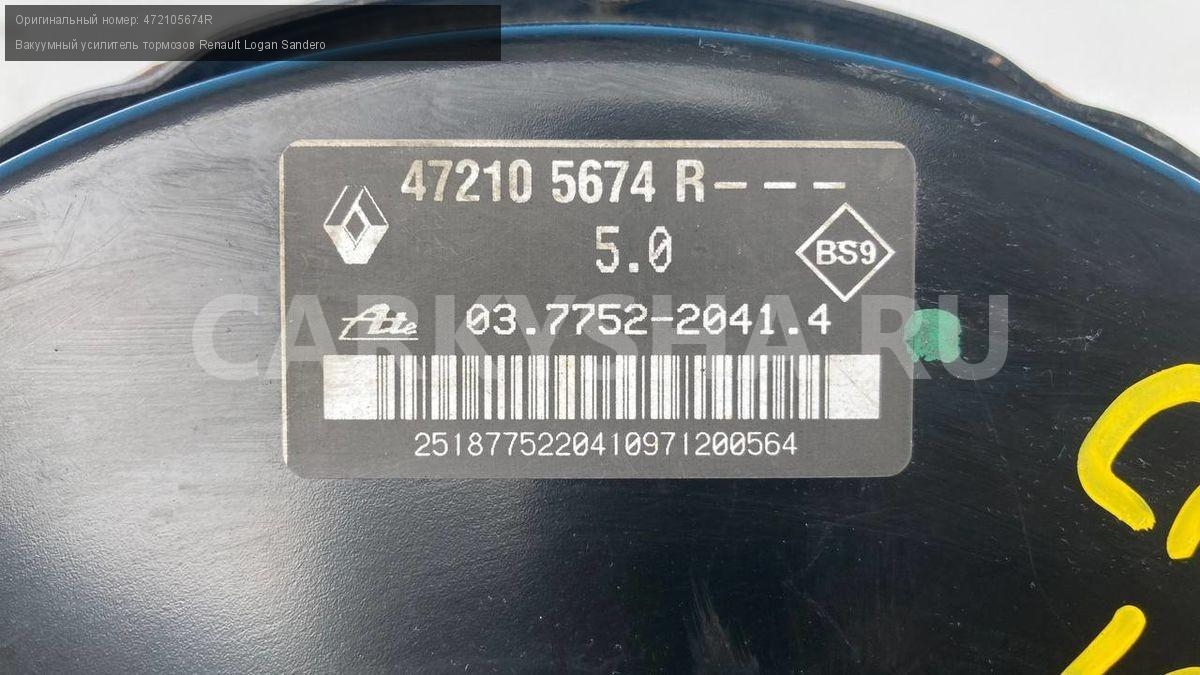 Оригинальный номер: 472105674R
Вакуумный усилитель тормозов Renault Logan Sandero
47210 5674 R---
5.0
BS9
Ate 03.7752-2041.4
CARKYSHA.RU
2518775220410971200564